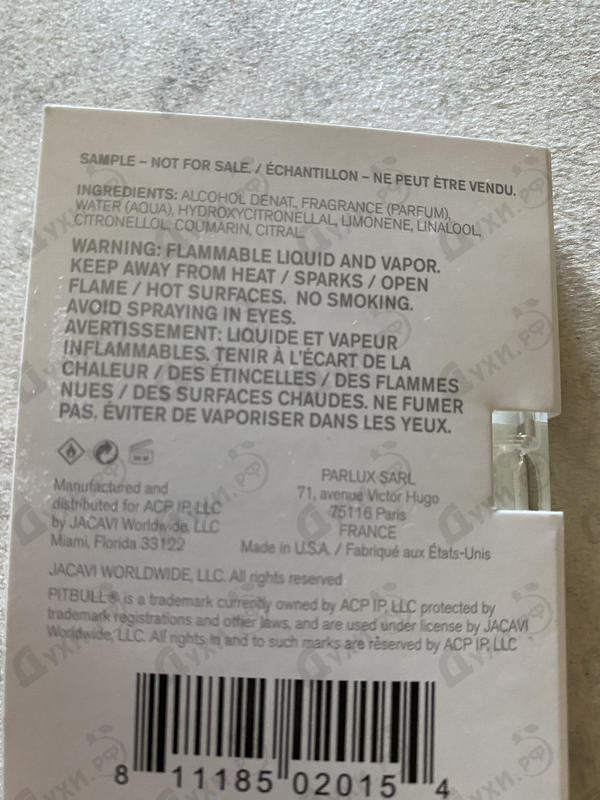 SAMPLE – NOT FOR SALE. / ÉCHANTILLON – NE PEUT ÈTRE VENDU.
INGREDIENTS: ALCOHOL DENAT, FRAGRANCE (PARFUM),
WATER (AQUA), HYDROXYCITRONELLAL, LIMONENE, LINALOOL,
CITRONELLOL, COUMARIN, CITRAL
WARNING: FLAMMABLE LIQUID AND VAPOR.
KEEP AWAY FROM HEAT / SPARKS / OPEN
FLAME / HOT SURFACES. NO SMOKING.
AVOID SPRAYING IN EYES.
AVERTISSEMENT: LIQUIDE ET VAPEUR
INFLAMMABLES. TENIR À L'ÉCART DE LA
CHALEUR / DES ÉTINCELLES / DES FLAMMES
NUES / DES SURFACES CHAUDES. NE FUMER
PAS. ÉVITER DE VAPORISER DANS LES YEUX.
Manufactured and
distributed for ACP IP, LLC
by JACAVI Worldwide, LLC
Miami, Florida 33122
PARLUX SARL
71, avenue Victor Hugo
75116 Paris
FRANCE
Made in U.S.A. / Fabriqué aux États-Unis
JACAVI WORLDWIDE, LLC. All rights reserved
PITBULL® is a trademark currently owned by ACP IP, LLC protected by
trademark registrations and other laws, and are used under license by JACAVI
Worldwide, LLC. All rights in and to such marks are reserved by ACP IP, LLC
8 11185 02015 4
Духи.рф